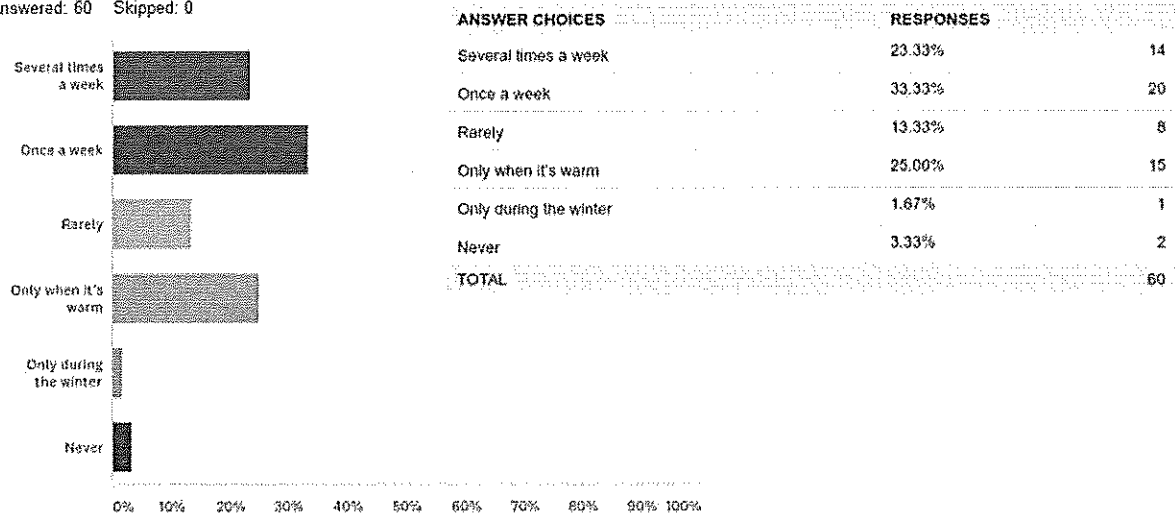 nswered: 60 Skipped: 0
Several times
a week
Once a week
Rarely
Only when it's
warm
Only during
the winter
Never
0% 10% 20% 30% 40% 50% 60% 70% 80% 90% 100%
ANSWER CHOICES RESPONSES
Several times a week 23.33% 14
Once a week 33.33% 20
Rarely 13.33% 8
Only when it's warm 25.00% 15
Only during the winter 1.67% 1
Never 3.33% 2
TOTAL 60